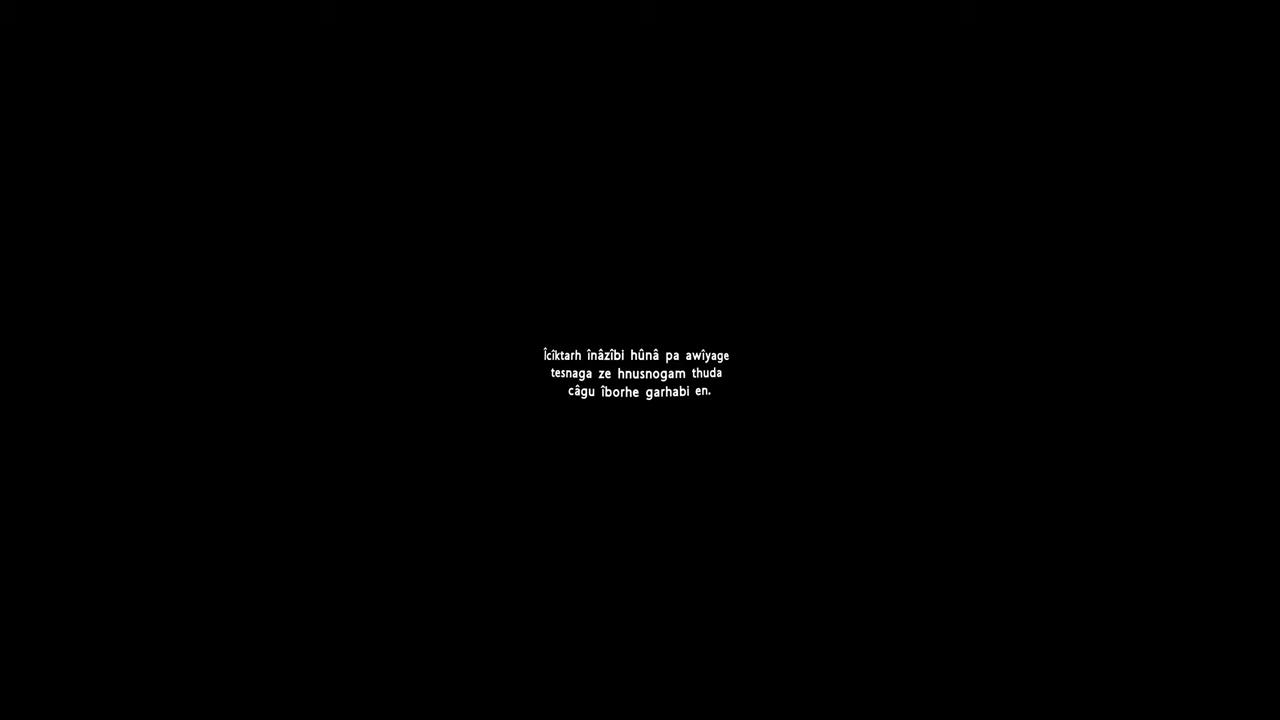 Îcîktarh înâzîbi hûnâ pa awîyage
tesnaga ze hnusnogam thuda
câgu îborhe garhabi en.